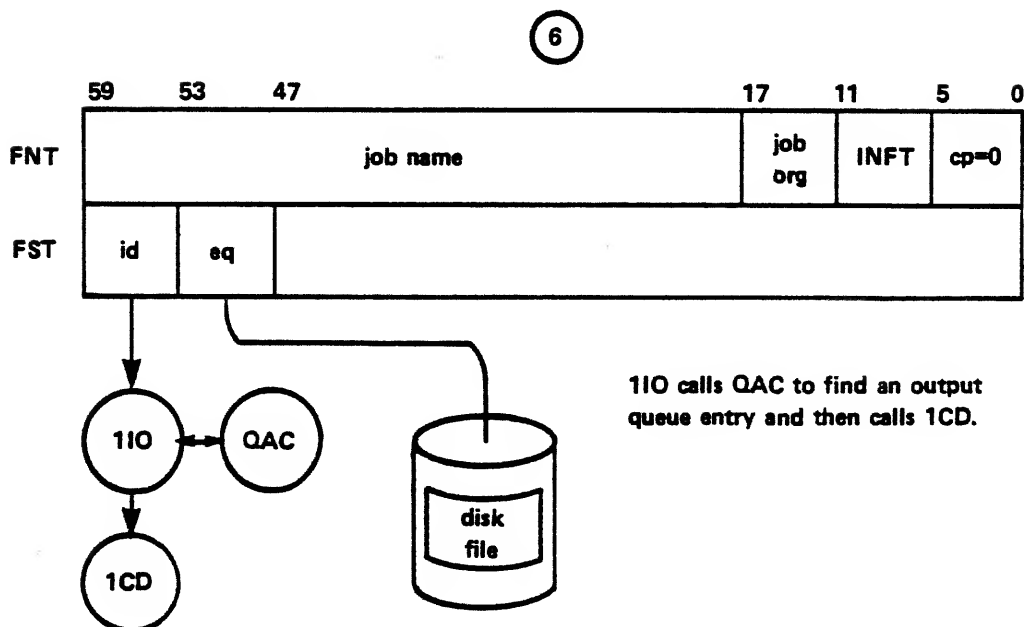 6
59 53 47 17 11 5 0
FNT job name job org INFT cp=0
FST id eq
1IO calls QAC to find an output
queue entry and then calls 1CD.
1IO QAC
disk
file
1CD